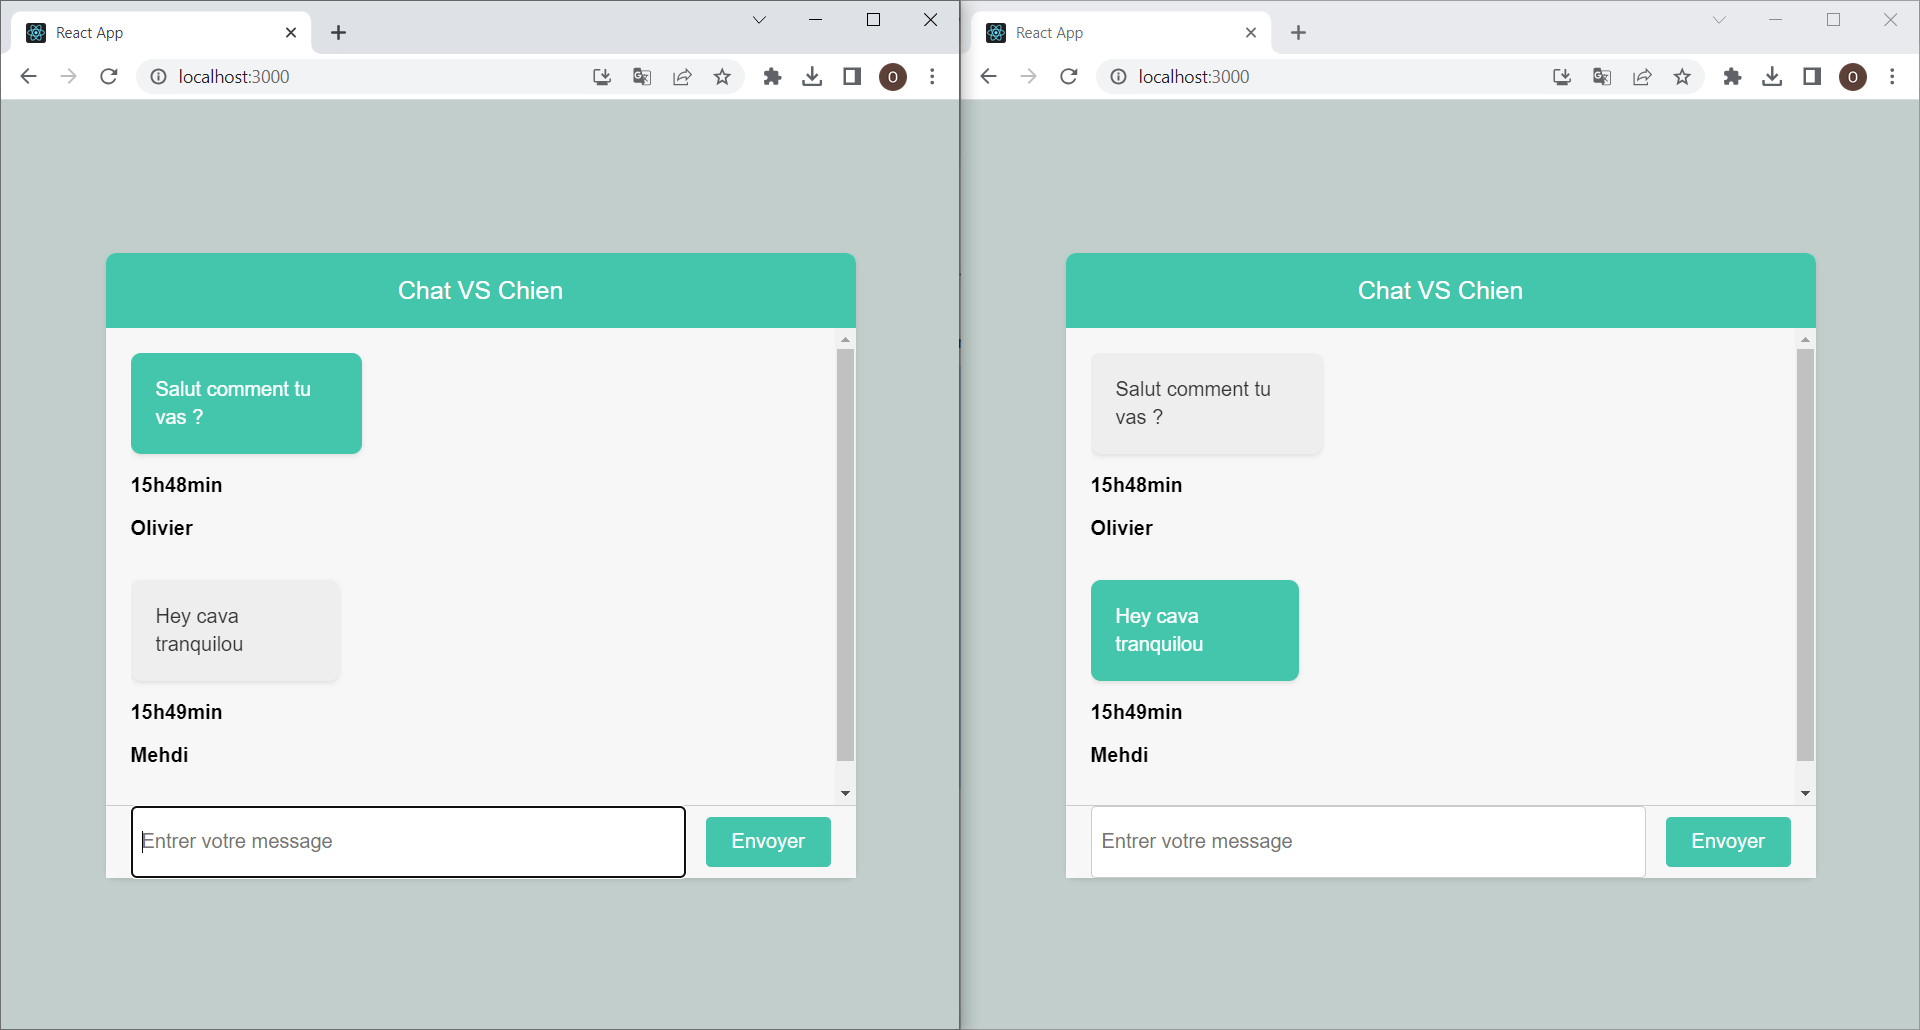 React App
localhost:3000
O
Chat VS Chien
Salut comment tu
vas ?
15h48min
Olivier
Hey cava
tranquilou
15h49min
Mehdi
Entrer votre message
Envoyer
React App
localhost:3000
O
Chat VS Chien
Salut comment tu
vas ?
15h48min
Olivier
Hey cava
tranquilou
15h49min
Mehdi
Entrer votre message
Envoyer